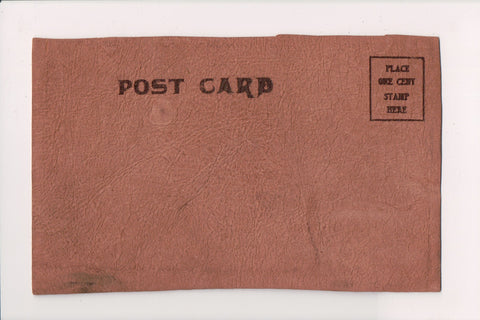 POST CARD
PLACE
ONE CENT
STAMP
HERE